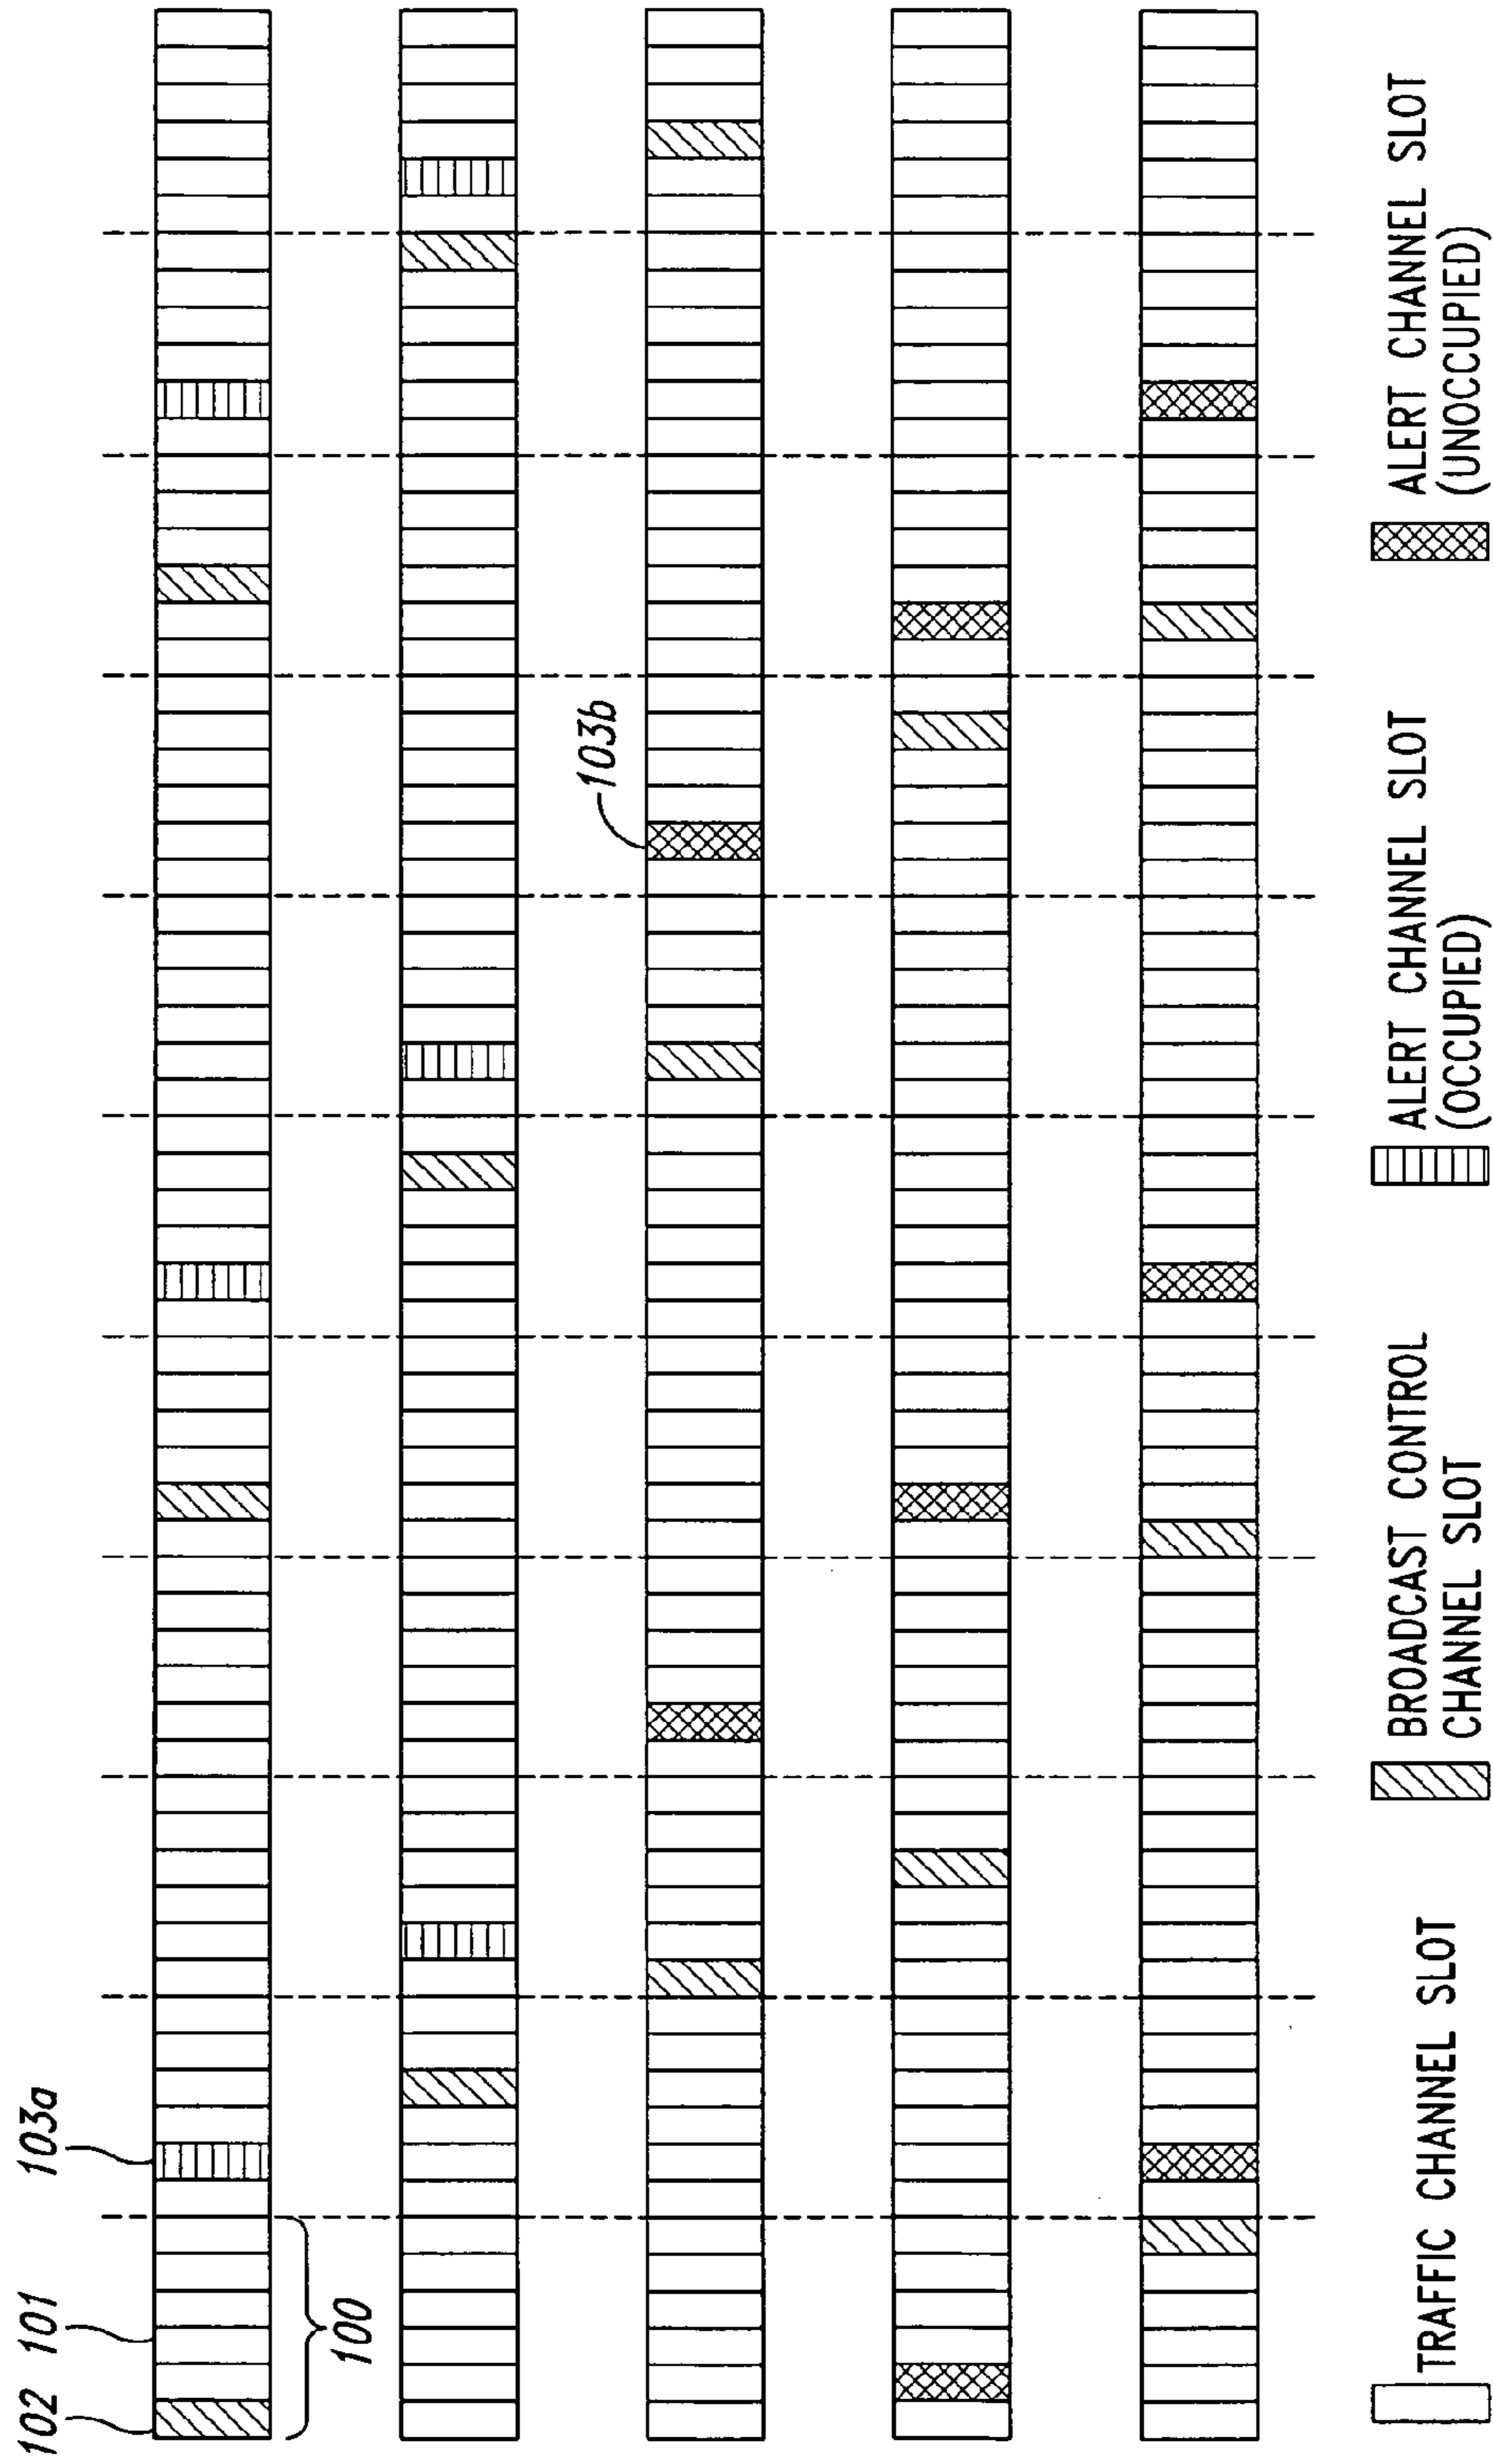 102
101
103a
100
103b
TRAFFIC CHANNEL SLOT
BROADCAST CONTROL
CHANNEL SLOT
ALERT CHANNEL SLOT
(OCCUPIED)
ALERT CHANNEL SLOT
(UNOCCUPIED)